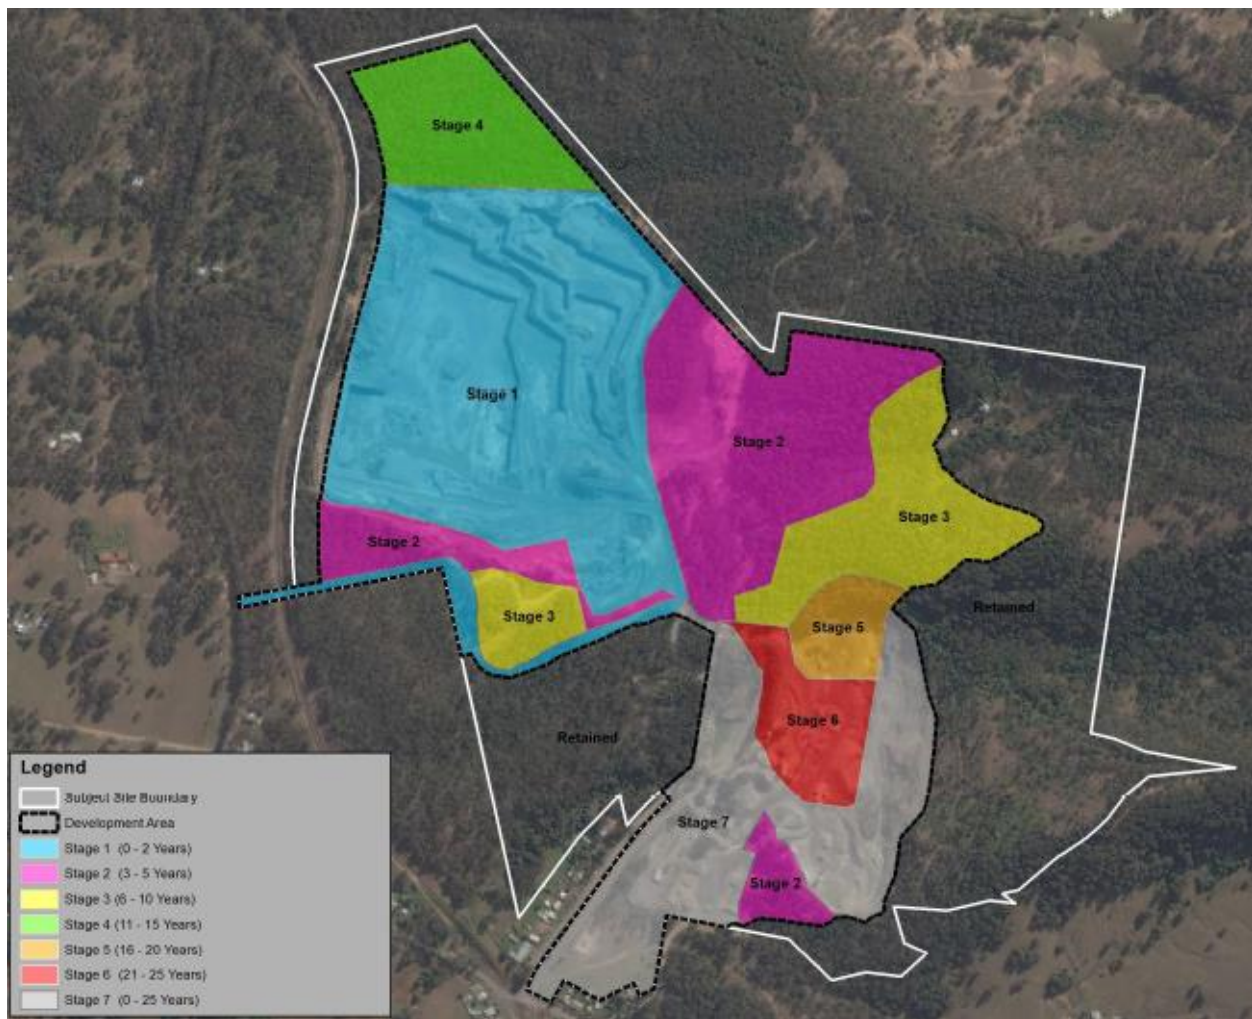 Stage 4
Stage 1
Stage 2
Stage 3
Stage 2
Stage 3
Retained
Stage 5
Stage 6
Retained
Stage 7
Stage 2
Legend
Subject Site Boundary
Development Area
Stage 1 (0 - 2 Years)
Stage 2 (3 - 5 Years)
Stage 3 (6 - 10 Years)
Stage 4 (11 - 15 Years)
Stage 5 (16 - 20 Years)
Stage 6 (21 - 25 Years)
Stage 7 (0 - 25 Years)